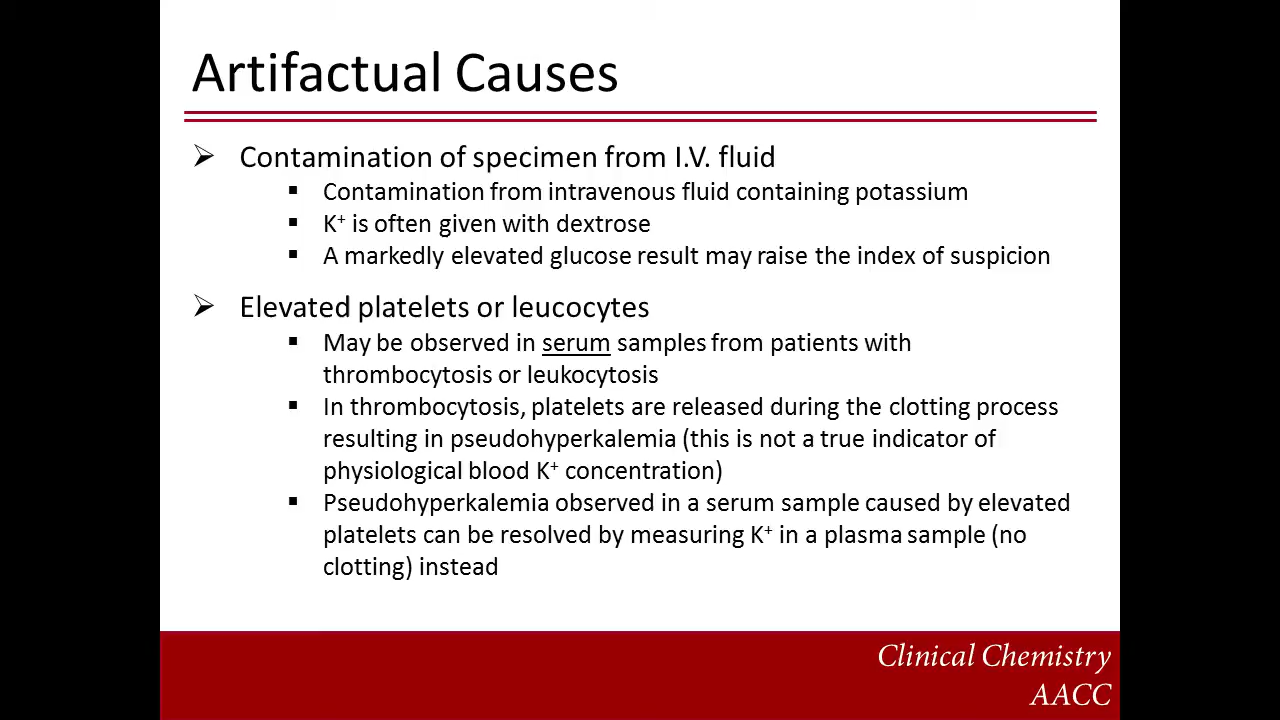 Artifactual Causes
➢ Contamination of specimen from I.V. fluid
▪ Contamination from intravenous fluid containing potassium
▪ K⁺ is often given with dextrose
▪ A markedly elevated glucose result may raise the index of suspicion
➢ Elevated platelets or leucocytes
▪ May be observed in serum samples from patients with
thrombocytosis or leukocytosis
▪ In thrombocytosis, platelets are released during the clotting process
resulting in pseudohyperkalemia (this is not a true indicator of
physiological blood K⁺ concentration)
▪ Pseudohyperkalemia observed in a serum sample caused by elevated
platelets can be resolved by measuring K⁺ in a plasma sample (no
clotting) instead
Clinical Chemistry
AACC